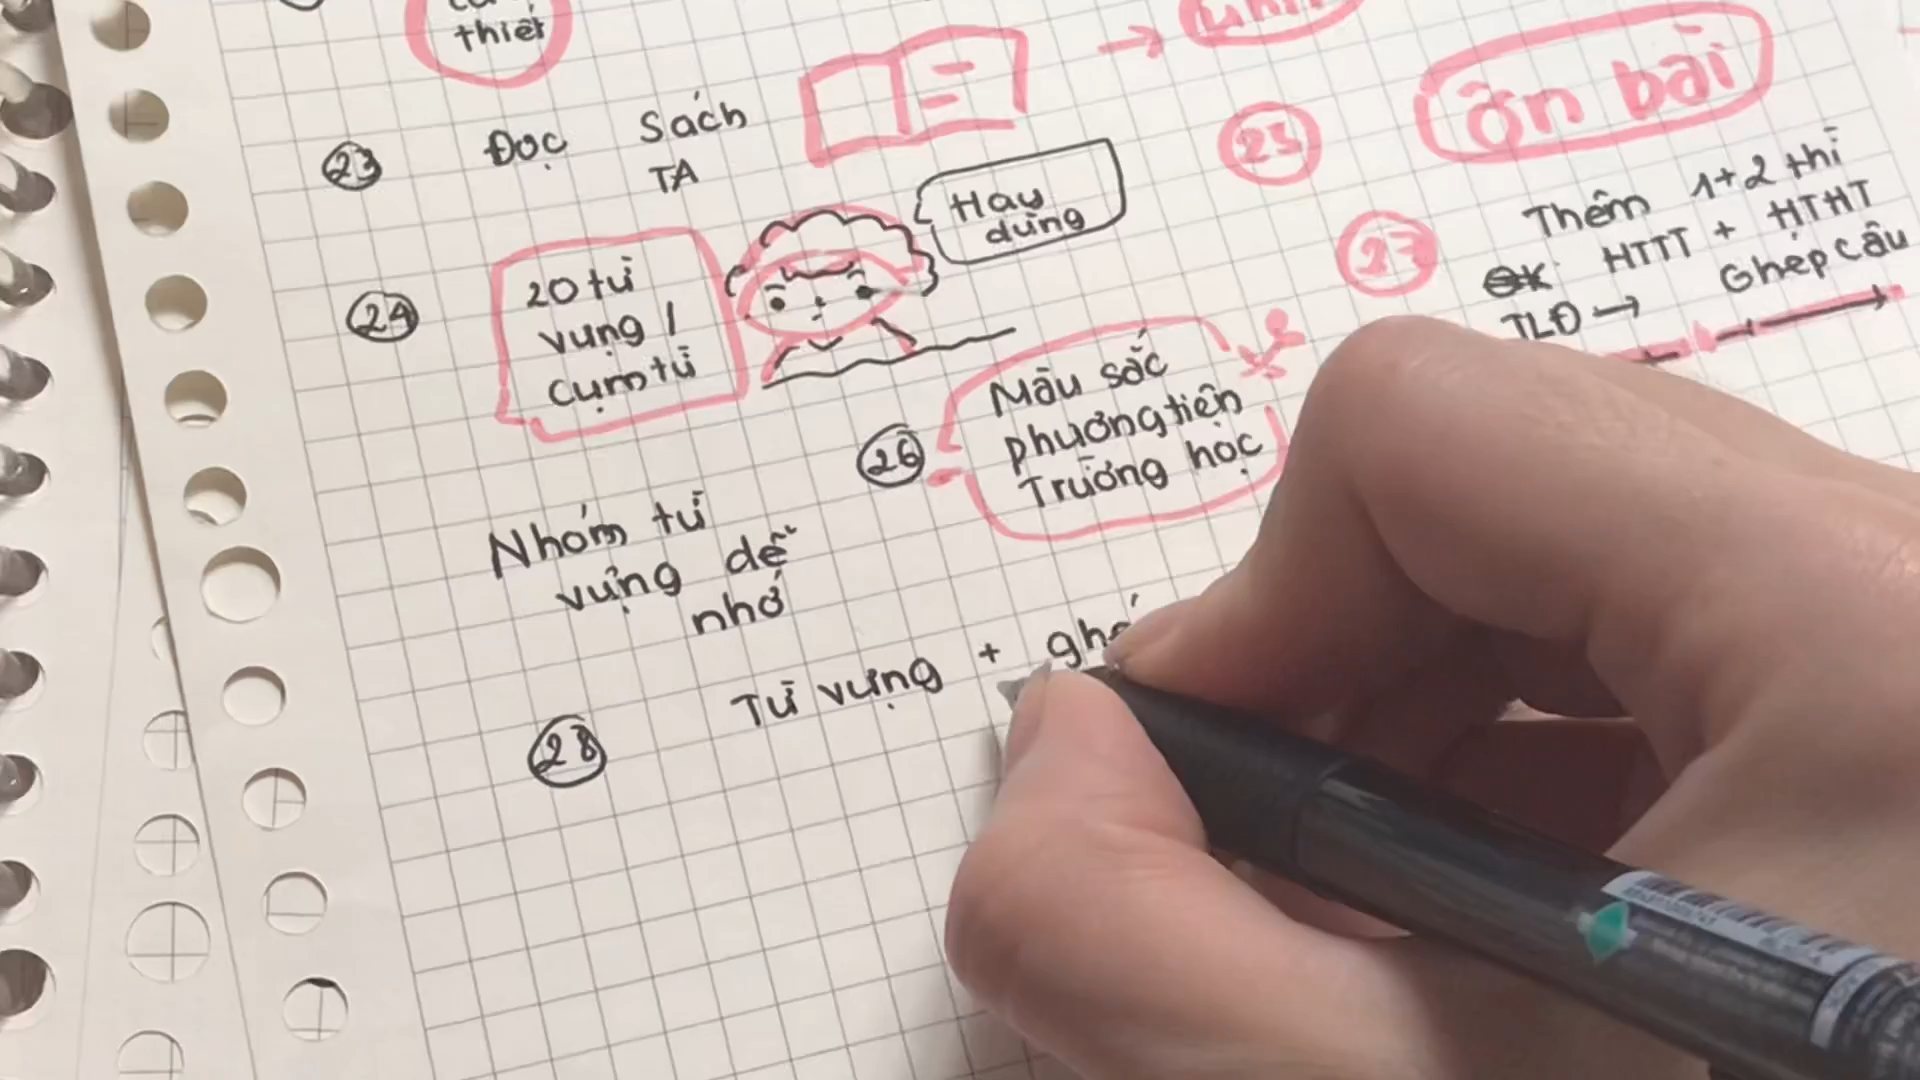 thiết
23
Đọc Sách
TA
24
20 từ
vựng /
cụm từ
Hay
dùng
25
ôn bài
27
Thêm 1+2 thì
HTTT + HTHT
TLĐ → Ghép câu
26
Màu sắc
phương tiện
Trường học
Nhóm từ
vựng dễ
nhớ
28
Từ vựng +